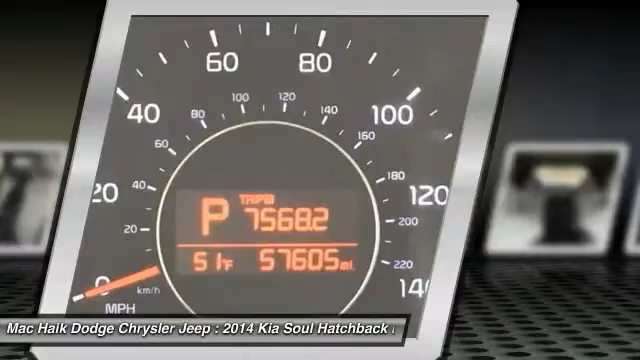 60 80
40 100
100 120
80 140
60 160
20 40 180 120
20 200
P TRIP 7568.2
51°F 57605 mi.
220
0 km/h 140
MPH
Mac Haik Dodge Chrysler Jeep : 2014 Kia Soul Hatchback